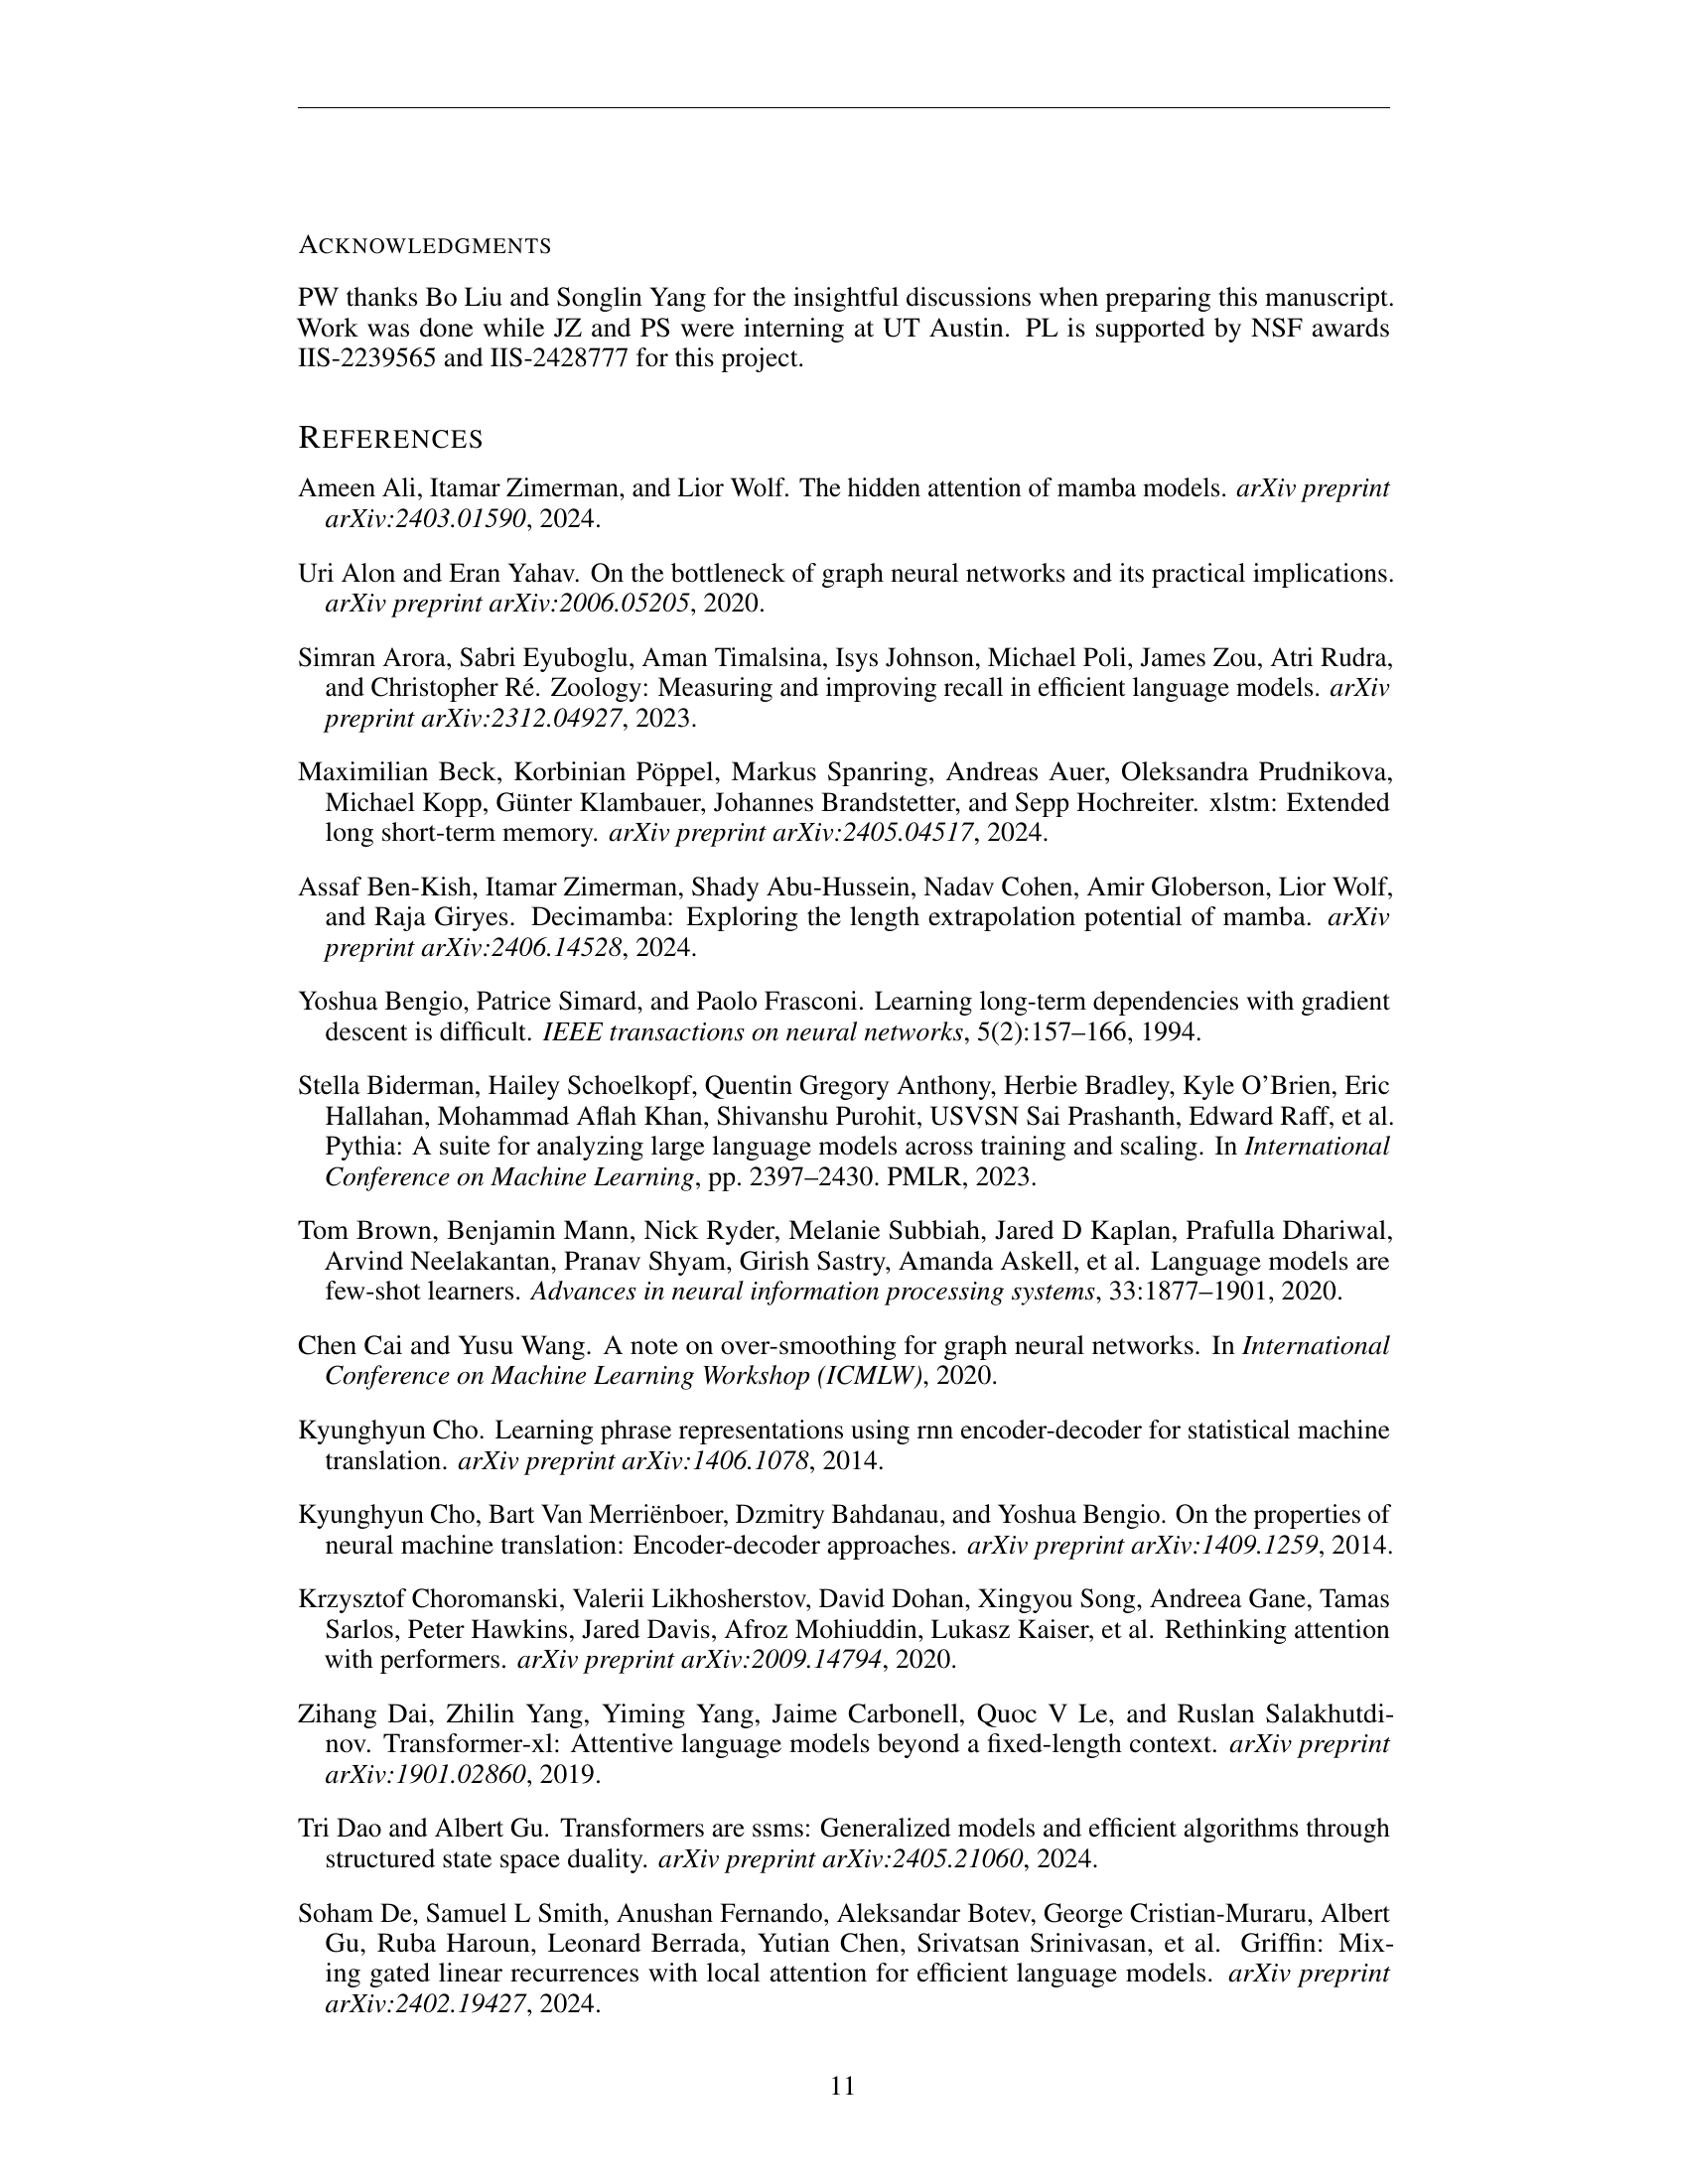 ACKNOWLEDGMENTS
PW thanks Bo Liu and Songlin Yang for the insightful discussions when preparing this manuscript.
Work was done while JZ and PS were interning at UT Austin. PL is supported by NSF awards
IIS-2239565 and IIS-2428777 for this project.
REFERENCES
Ameen Ali, Itamar Zimerman, and Lior Wolf. The hidden attention of mamba models. arXiv preprint
arXiv:2403.01590, 2024.
Uri Alon and Eran Yahav. On the bottleneck of graph neural networks and its practical implications.
arXiv preprint arXiv:2006.05205, 2020.
Simran Arora, Sabri Eyuboglu, Aman Timalsina, Isys Johnson, Michael Poli, James Zou, Atri Rudra,
and Christopher Ré. Zoology: Measuring and improving recall in efficient language models. arXiv
preprint arXiv:2312.04927, 2023.
Maximilian Beck, Korbinian Pöppel, Markus Spanring, Andreas Auer, Oleksandra Prudnikova,
Michael Kopp, Günter Klambauer, Johannes Brandstetter, and Sepp Hochreiter. xlstm: Extended
long short-term memory. arXiv preprint arXiv:2405.04517, 2024.
Assaf Ben-Kish, Itamar Zimerman, Shady Abu-Hussein, Nadav Cohen, Amir Globerson, Lior Wolf,
and Raja Giryes. Decimamba: Exploring the length extrapolation potential of mamba. arXiv
preprint arXiv:2406.14528, 2024.
Yoshua Bengio, Patrice Simard, and Paolo Frasconi. Learning long-term dependencies with gradient
descent is difficult. IEEE transactions on neural networks, 5(2):157–166, 1994.
Stella Biderman, Hailey Schoelkopf, Quentin Gregory Anthony, Herbie Bradley, Kyle O'Brien, Eric
Hallahan, Mohammad Aflah Khan, Shivanshu Purohit, USVSN Sai Prashanth, Edward Raff, et al.
Pythia: A suite for analyzing large language models across training and scaling. In International
Conference on Machine Learning, pp. 2397–2430. PMLR, 2023.
Tom Brown, Benjamin Mann, Nick Ryder, Melanie Subbiah, Jared D Kaplan, Prafulla Dhariwal,
Arvind Neelakantan, Pranav Shyam, Girish Sastry, Amanda Askell, et al. Language models are
few-shot learners. Advances in neural information processing systems, 33:1877–1901, 2020.
Chen Cai and Yusu Wang. A note on over-smoothing for graph neural networks. In International
Conference on Machine Learning Workshop (ICMLW), 2020.
Kyunghyun Cho. Learning phrase representations using rnn encoder-decoder for statistical machine
translation. arXiv preprint arXiv:1406.1078, 2014.
Kyunghyun Cho, Bart Van Merriënboer, Dzmitry Bahdanau, and Yoshua Bengio. On the properties of
neural machine translation: Encoder-decoder approaches. arXiv preprint arXiv:1409.1259, 2014.
Krzysztof Choromanski, Valerii Likhosherstov, David Dohan, Xingyou Song, Andreea Gane, Tamas
Sarlos, Peter Hawkins, Jared Davis, Afroz Mohiuddin, Lukasz Kaiser, et al. Rethinking attention
with performers. arXiv preprint arXiv:2009.14794, 2020.
Zihang Dai, Zhilin Yang, Yiming Yang, Jaime Carbonell, Quoc V Le, and Ruslan Salakhutdi-
nov. Transformer-xl: Attentive language models beyond a fixed-length context. arXiv preprint
arXiv:1901.02860, 2019.
Tri Dao and Albert Gu. Transformers are ssms: Generalized models and efficient algorithms through
structured state space duality. arXiv preprint arXiv:2405.21060, 2024.
Soham De, Samuel L Smith, Anushan Fernando, Aleksandar Botev, George Cristian-Muraru, Albert
Gu, Ruba Haroun, Leonard Berrada, Yutian Chen, Srivatsan Srinivasan, et al. Griffin: Mix-
ing gated linear recurrences with local attention for efficient language models. arXiv preprint
arXiv:2402.19427, 2024.
11